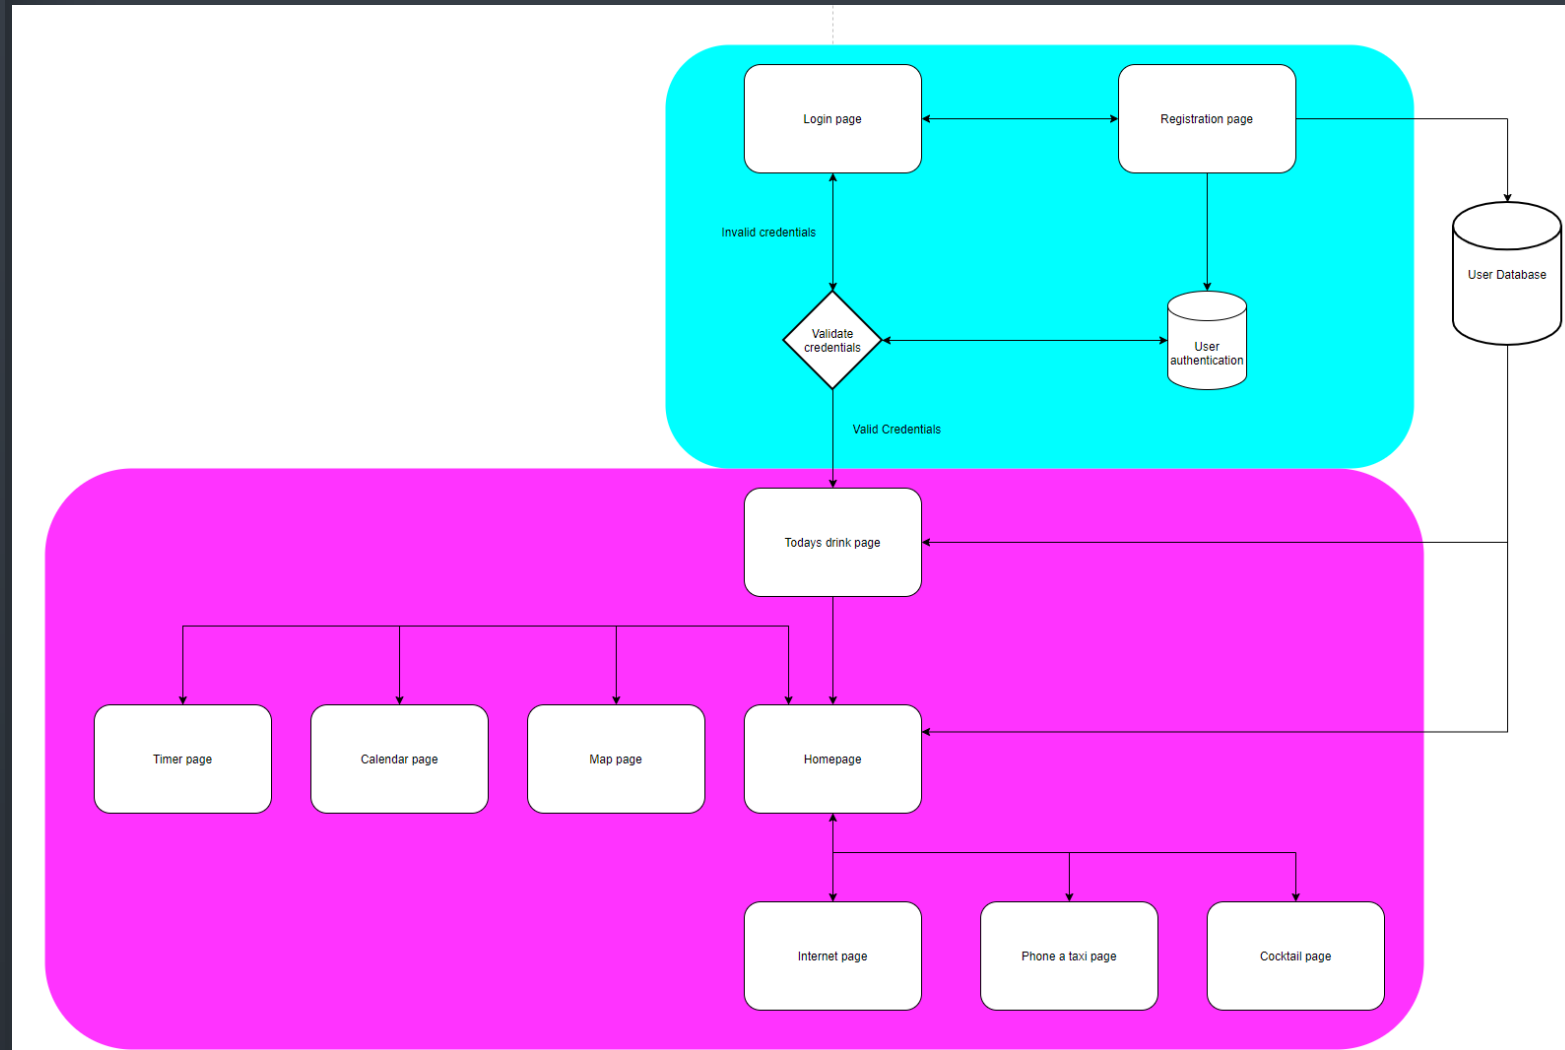 Login page
Registration page
Invalid credentials
User Database
Validate
credentials
User
authentication
Valid Credentials
Todays drink page
Timer page
Calendar page
Map page
Homepage
Internet page
Phone a taxi page
Cocktail page